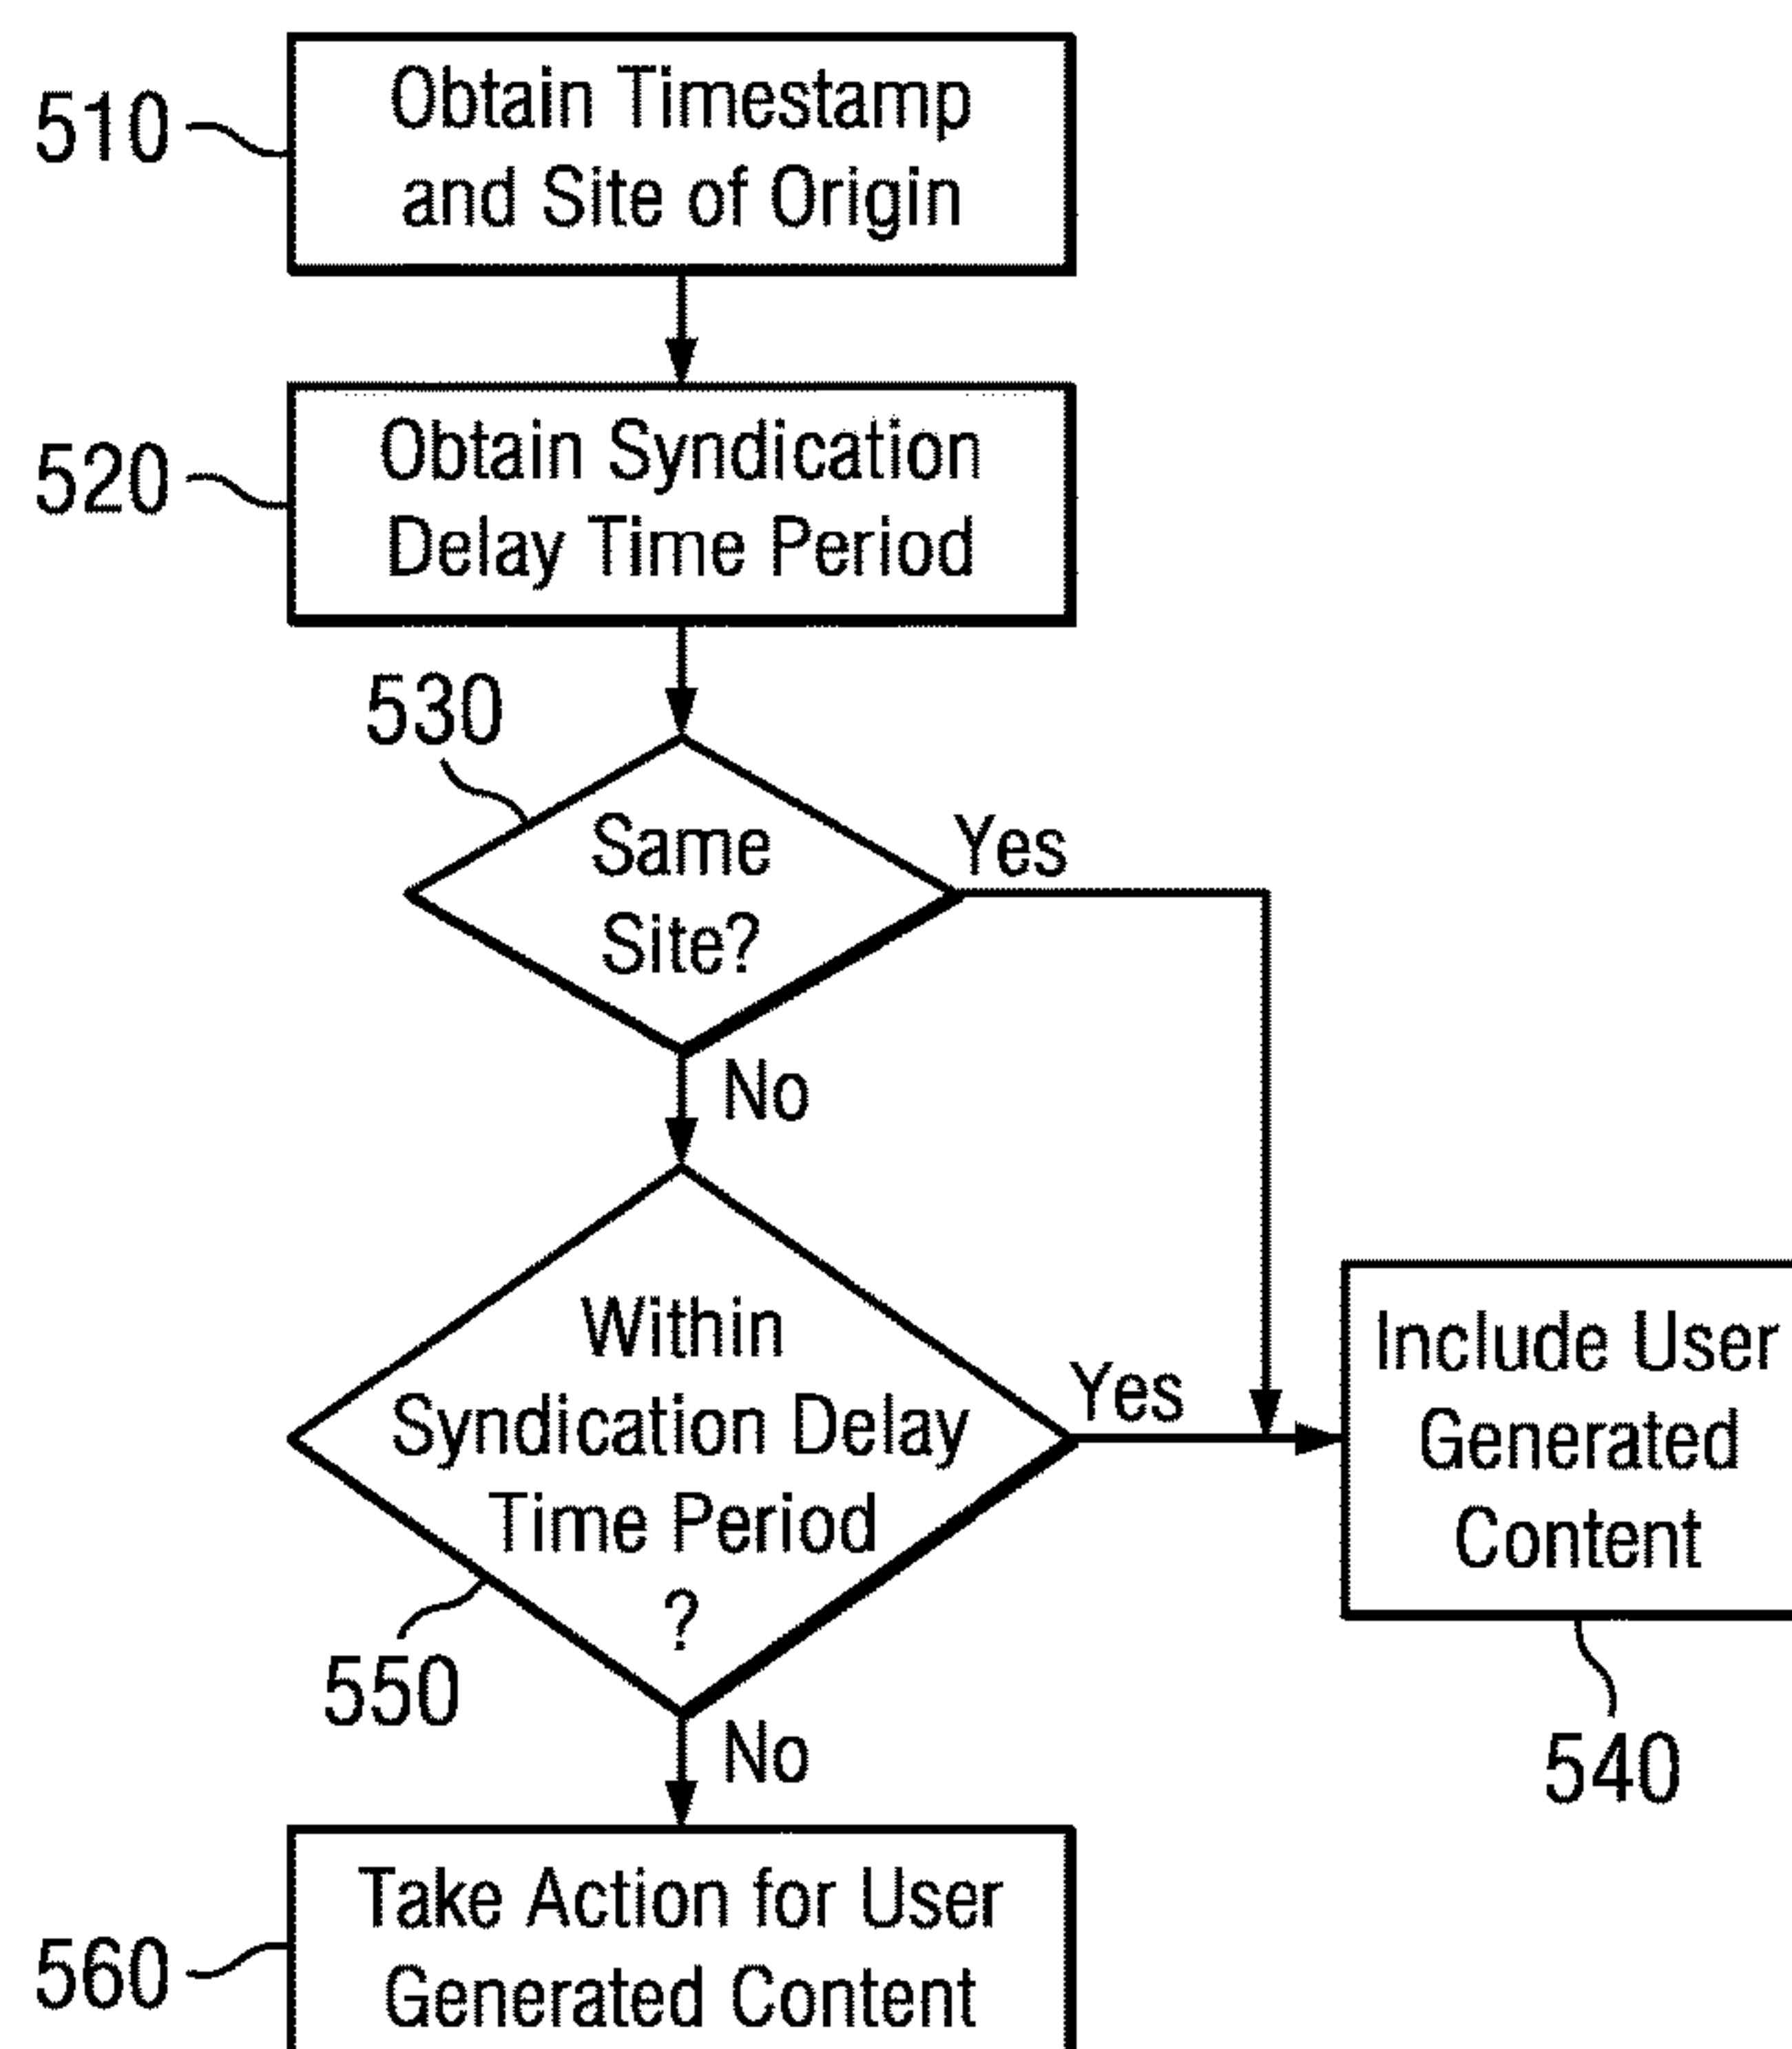 510
Obtain Timestamp
and Site of Origin
520
Obtain Syndication
Delay Time Period
530
Same
Site?
Yes
No
Within
Syndication Delay
Time Period
?
Yes
550
No
Include User
Generated
Content
540
560
Take Action for User
Generated Content